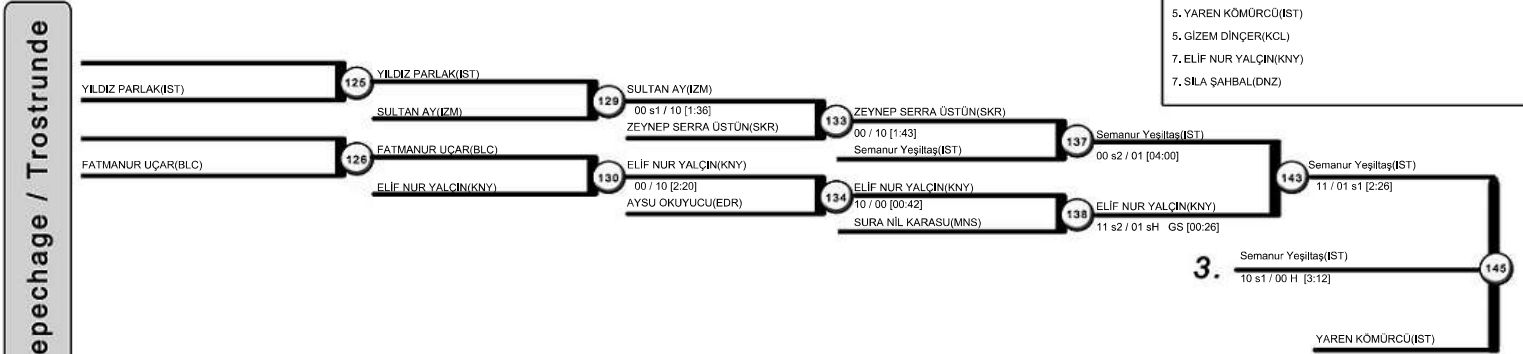 epechage / Trostrunde
5. YAREN KÖMÜRCÜ(IST)
5. GİZEM DİNÇER(KCL)
7. ELİF NUR YALÇIN(KNY)
7. SILA ŞAHBAL(DNZ)
YILDIZ PARLAK(IST)
125
YILDIZ PARLAK(IST)
SULTAN AY(IZM)
129
SULTAN AY(IZM)
00 s1 / 10 [1:36]
ZEYNEP SERRA ÜSTÜN(SKR)
133
ZEYNEP SERRA ÜSTÜN(SKR)
00 / 10 [1:43]
Semanur Yeşiltaş(IST)
137
Semanur Yeşiltaş(IST)
00 s2 / 01 [04:00]
FATMANUR UÇAR(BLC)
126
FATMANUR UÇAR(BLC)
ELİF NUR YALÇIN(KNY)
130
ELİF NUR YALÇIN(KNY)
00 / 10 [2:20]
AYSU OKUYUCU(EDR)
134
ELİF NUR YALÇIN(KNY)
10 / 00 [00:42]
SURA NİL KARASU(MNS)
138
ELİF NUR YALÇIN(KNY)
11 s2 / 01 sH GS [00:26]
143
Semanur Yeşiltaş(IST)
11 / 01 s1 [2:26]
3.
Semanur Yeşiltaş(IST)
10 s1 / 00 H [3:12]
145
YAREN KÖMÜRCÜ(IST)